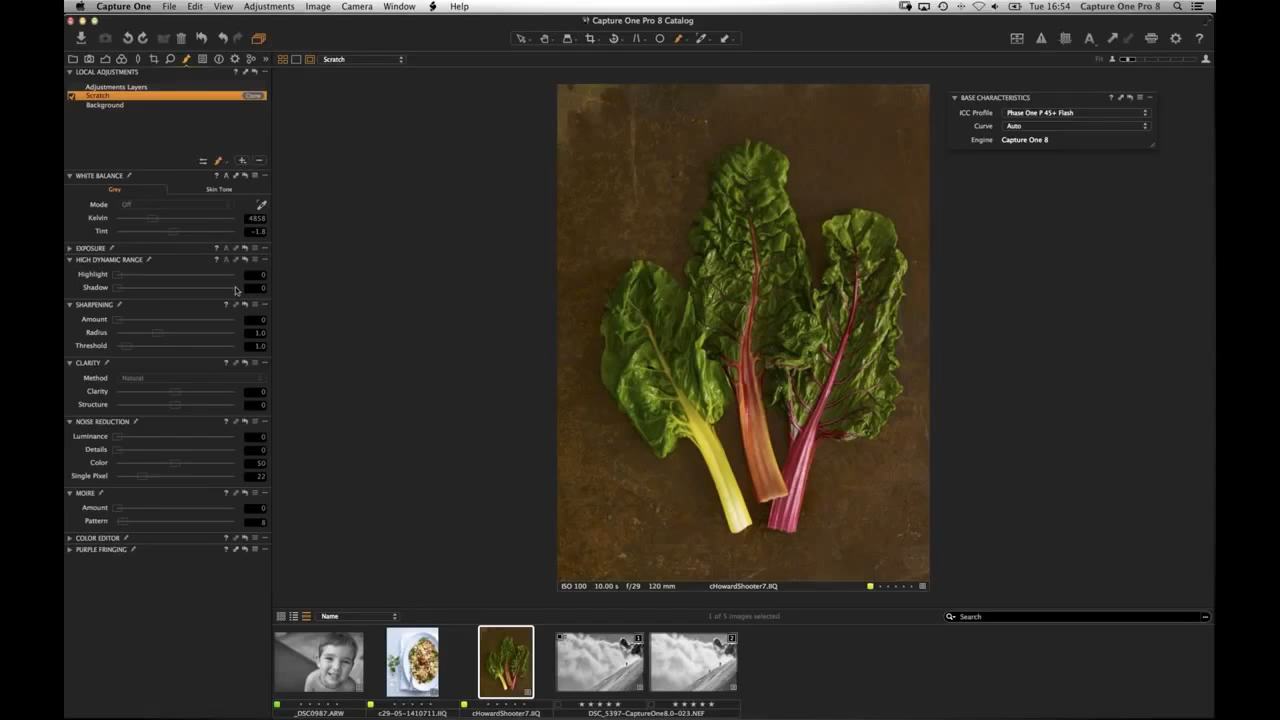 Capture One File Edit View Adjustments Image Camera Window Help Tue 16:54 Capture One Pro 8
Capture One Pro 8 Catalog
Scratch Fit
LOCAL ADJUSTMENTS
Adjustments Layers
Scratch Clone
Background
WHITE BALANCE
Grey Skin Tone
Mode Off
Kelvin 4858
Tint -1.8
EXPOSURE
HIGH DYNAMIC RANGE
Highlight 0
Shadow 0
SHARPENING
Amount 0
Radius 1.0
Threshold 1.0
CLARITY
Method Natural
Clarity 0
Structure 0
NOISE REDUCTION
Luminance 0
Details 0
Color 50
Single Pixel 22
MOIRE
Amount 0
Pattern 8
COLOR EDITOR
PURPLE FRINGING
BASE CHARACTERISTICS
ICC Profile Phase One P 45+ Flash
Curve Auto
Engine Capture One 8
ISO 100 10.00 s f/29 120 mm cHowardShooter7.IIQ
Name 1 of 5 images selected Search
1 2
_DSC0987.ARW c29-05-1410711.IIQ cHowardShooter7.IIQ DSC_5397-CaptureOne8.0-023.NEF